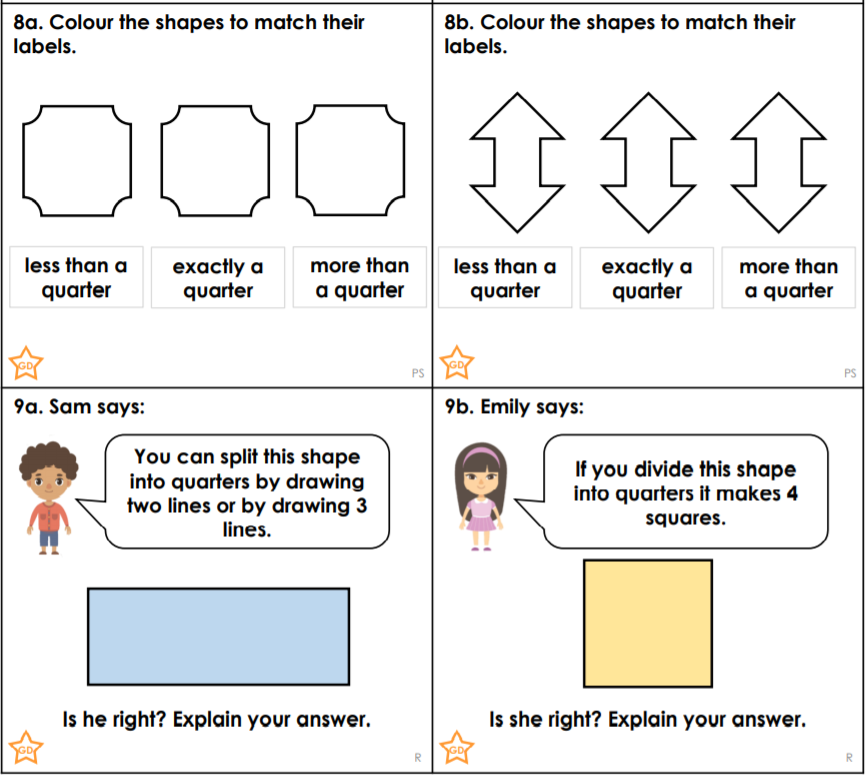 8a. Colour the shapes to match their
labels.
less than a
quarter
exactly a
quarter
more than
a quarter
GD
PS
8b. Colour the shapes to match their
labels.
less than a
quarter
exactly a
quarter
more than
a quarter
GD
PS
9a. Sam says:
You can split this shape
into quarters by drawing
two lines or by drawing 3
lines.
Is he right? Explain your answer.
GD
R
9b. Emily says:
If you divide this shape
into quarters it makes 4
squares.
Is she right? Explain your answer.
GD
R